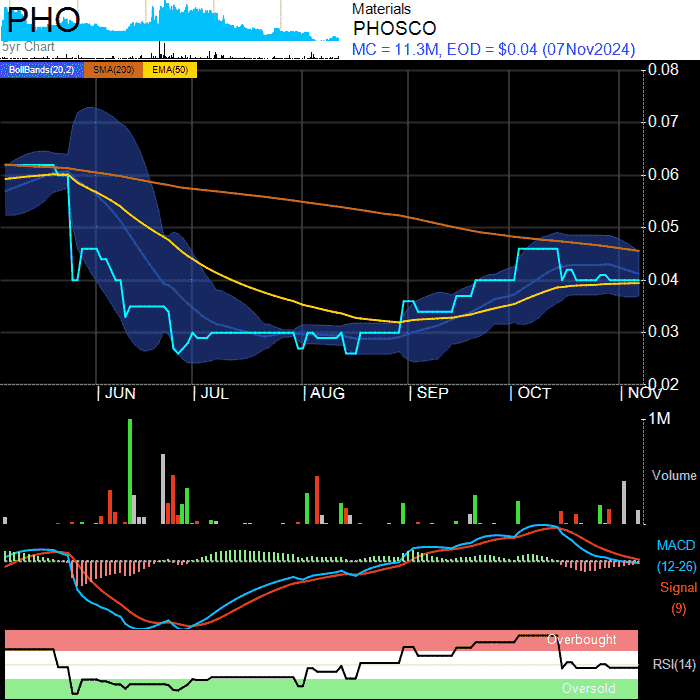 PHO
5yr Chart
Materials
PHOSCO
MC = 11.3M, EOD = $0.04 (07Nov2024)
BollBands(20,2) SMA(200) EMA(50)
0.08
0.07
0.06
0.05
0.04
0.03
0.02
JUN JUL AUG SEP OCT NOV
1M
Volume
MACD
(12-26)
Signal
(9)
Overbought
RSI(14)
Oversold